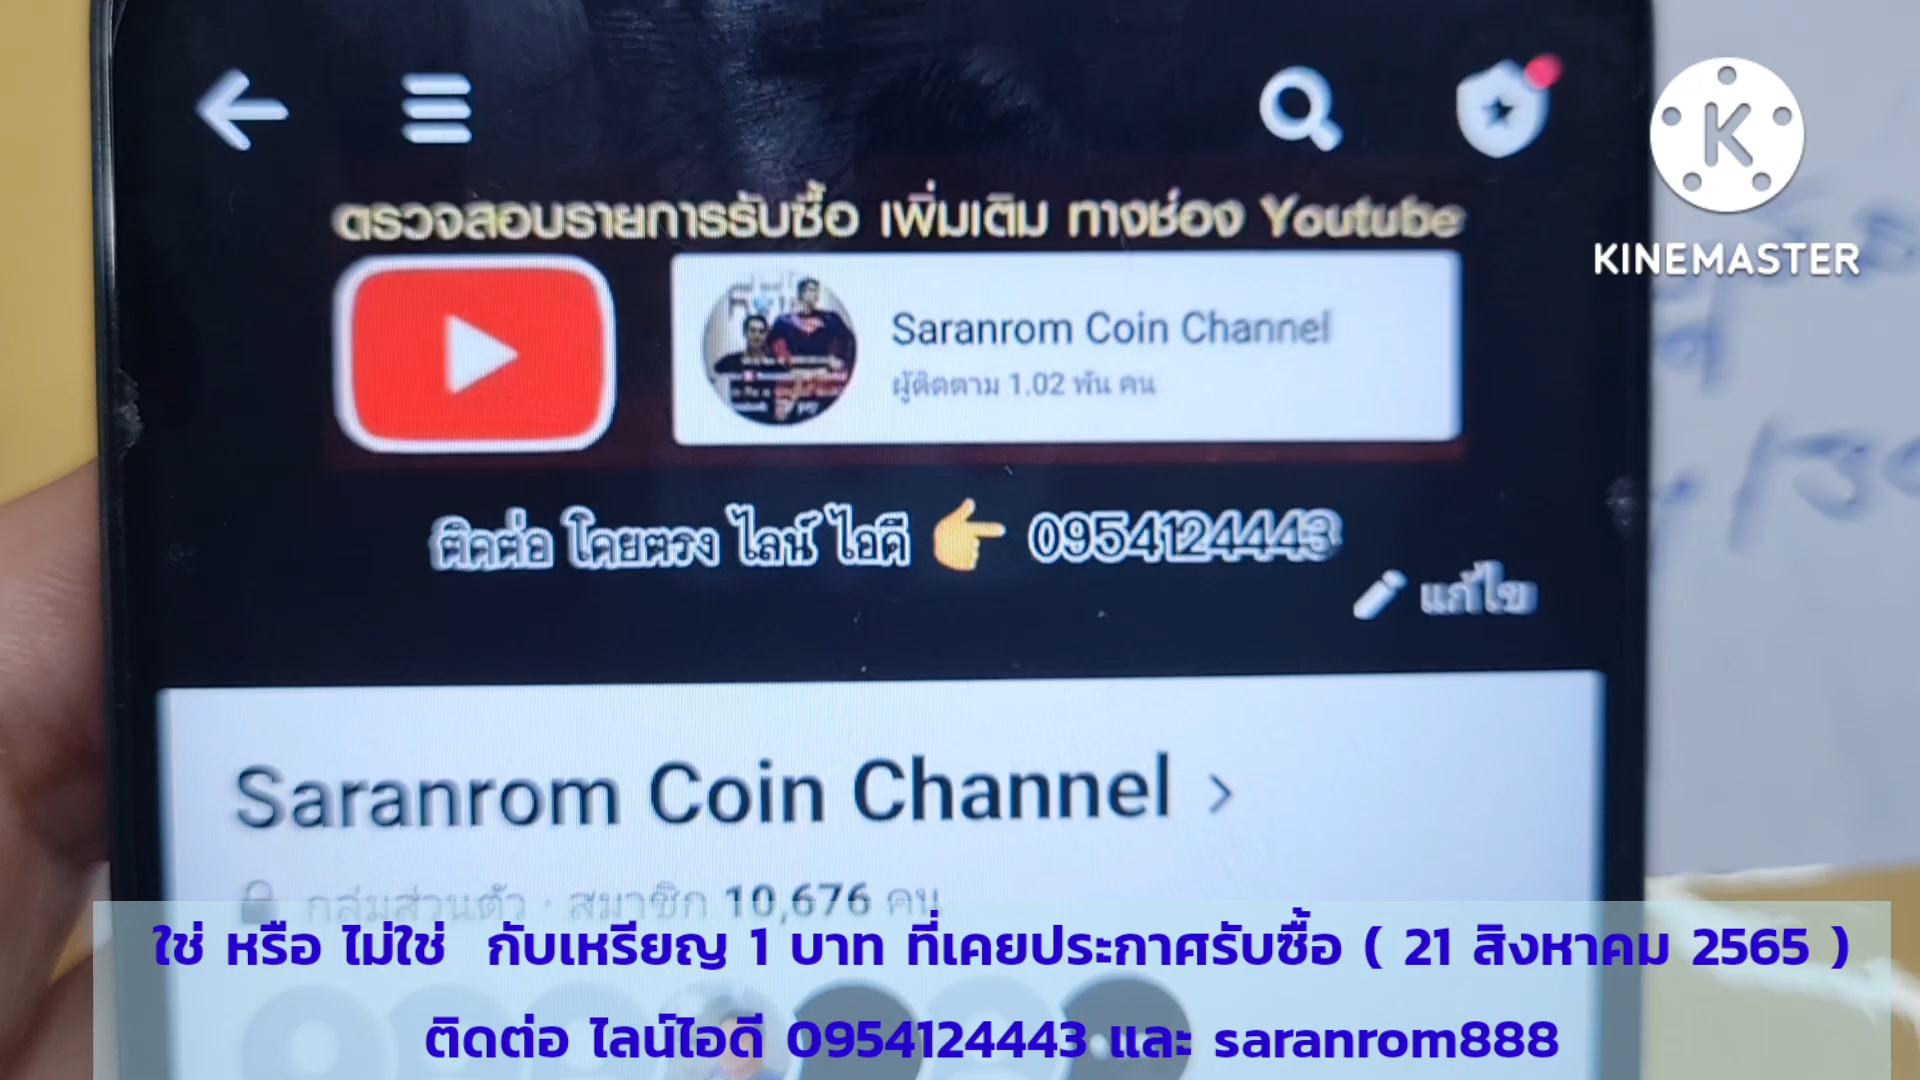 ตรวจสอบรายการรับซื้อ เพิ่มเติม ทางช่อง Youtube
Saranrom Coin Channel
ผู้ติดตาม 1.02 พัน คน
ติดต่อ โดยตรง ไลน์ ไอดี 👉 0954124443
แก้ไข
K
KINEMASTER
Saranrom Coin Channel >
กลุ่มส่วนตัว · สมาชิก 10,676 คน
ใช่ หรือ ไม่ใช่ กับเหรียญ 1 บาท ที่เคยประกาศรับซื้อ ( 21 สิงหาคม 2565 )
ติดต่อ ไลน์ไอดี 0954124443 และ saranrom888